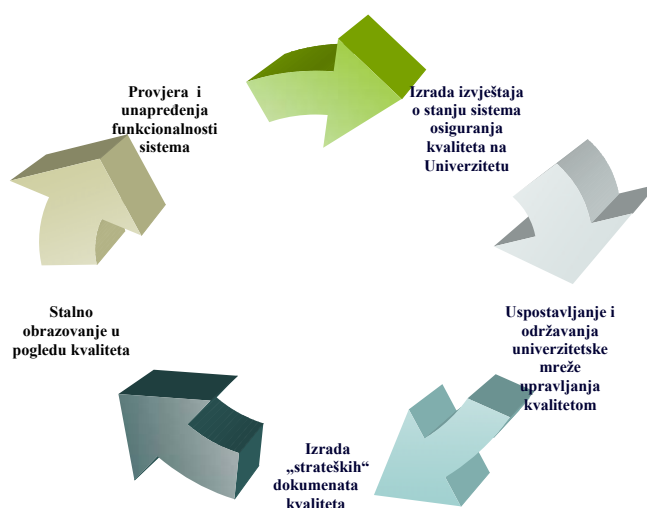 Provjera i
unapređenja
funkcionalnosti
sistema
Izrada izvještaja
o stanju sistema
osiguranja
kvaliteta na
Univerzitetu
Uspostavljanje i
održavanja
univerzitetske
mreže
upravljanja
kvalitetom
Izrada
„strateških“
dokumenata
kvaliteta
Stalno
obrazovanje u
pogledu kvaliteta